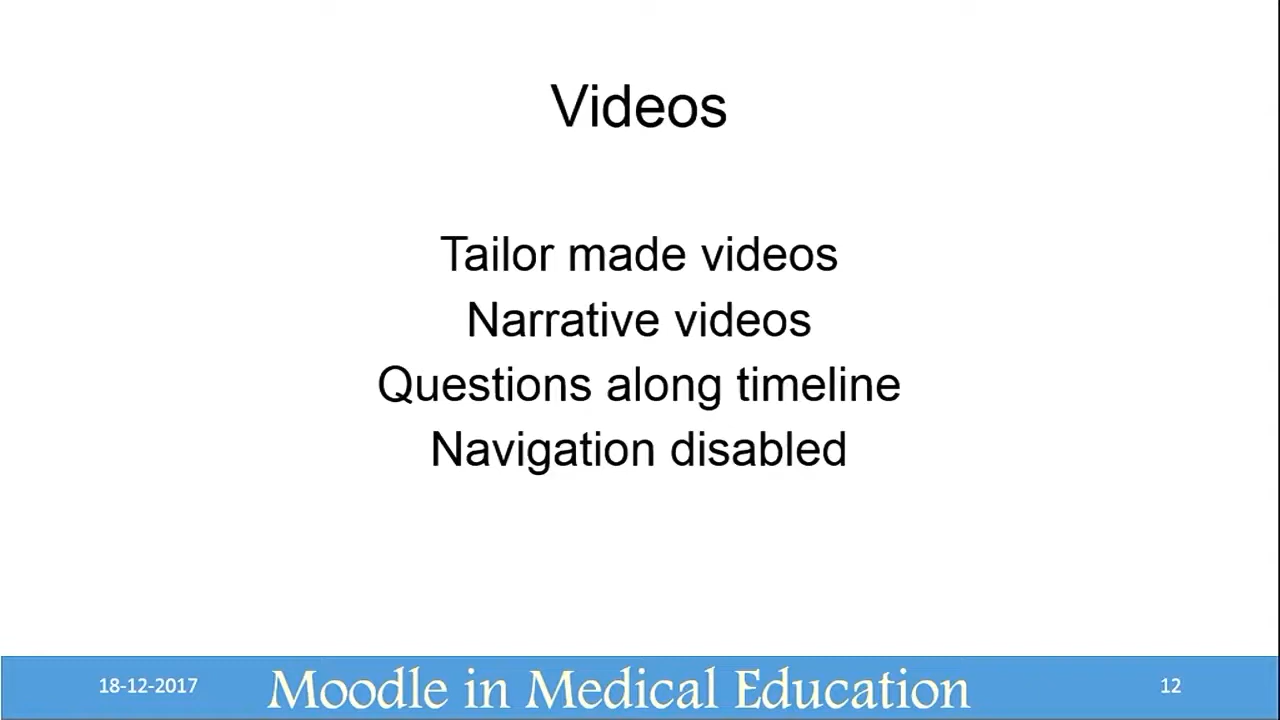 Videos
Tailor made videos
Narrative videos
Questions along timeline
Navigation disabled
18-12-2017 Moodle in Medical Education 12